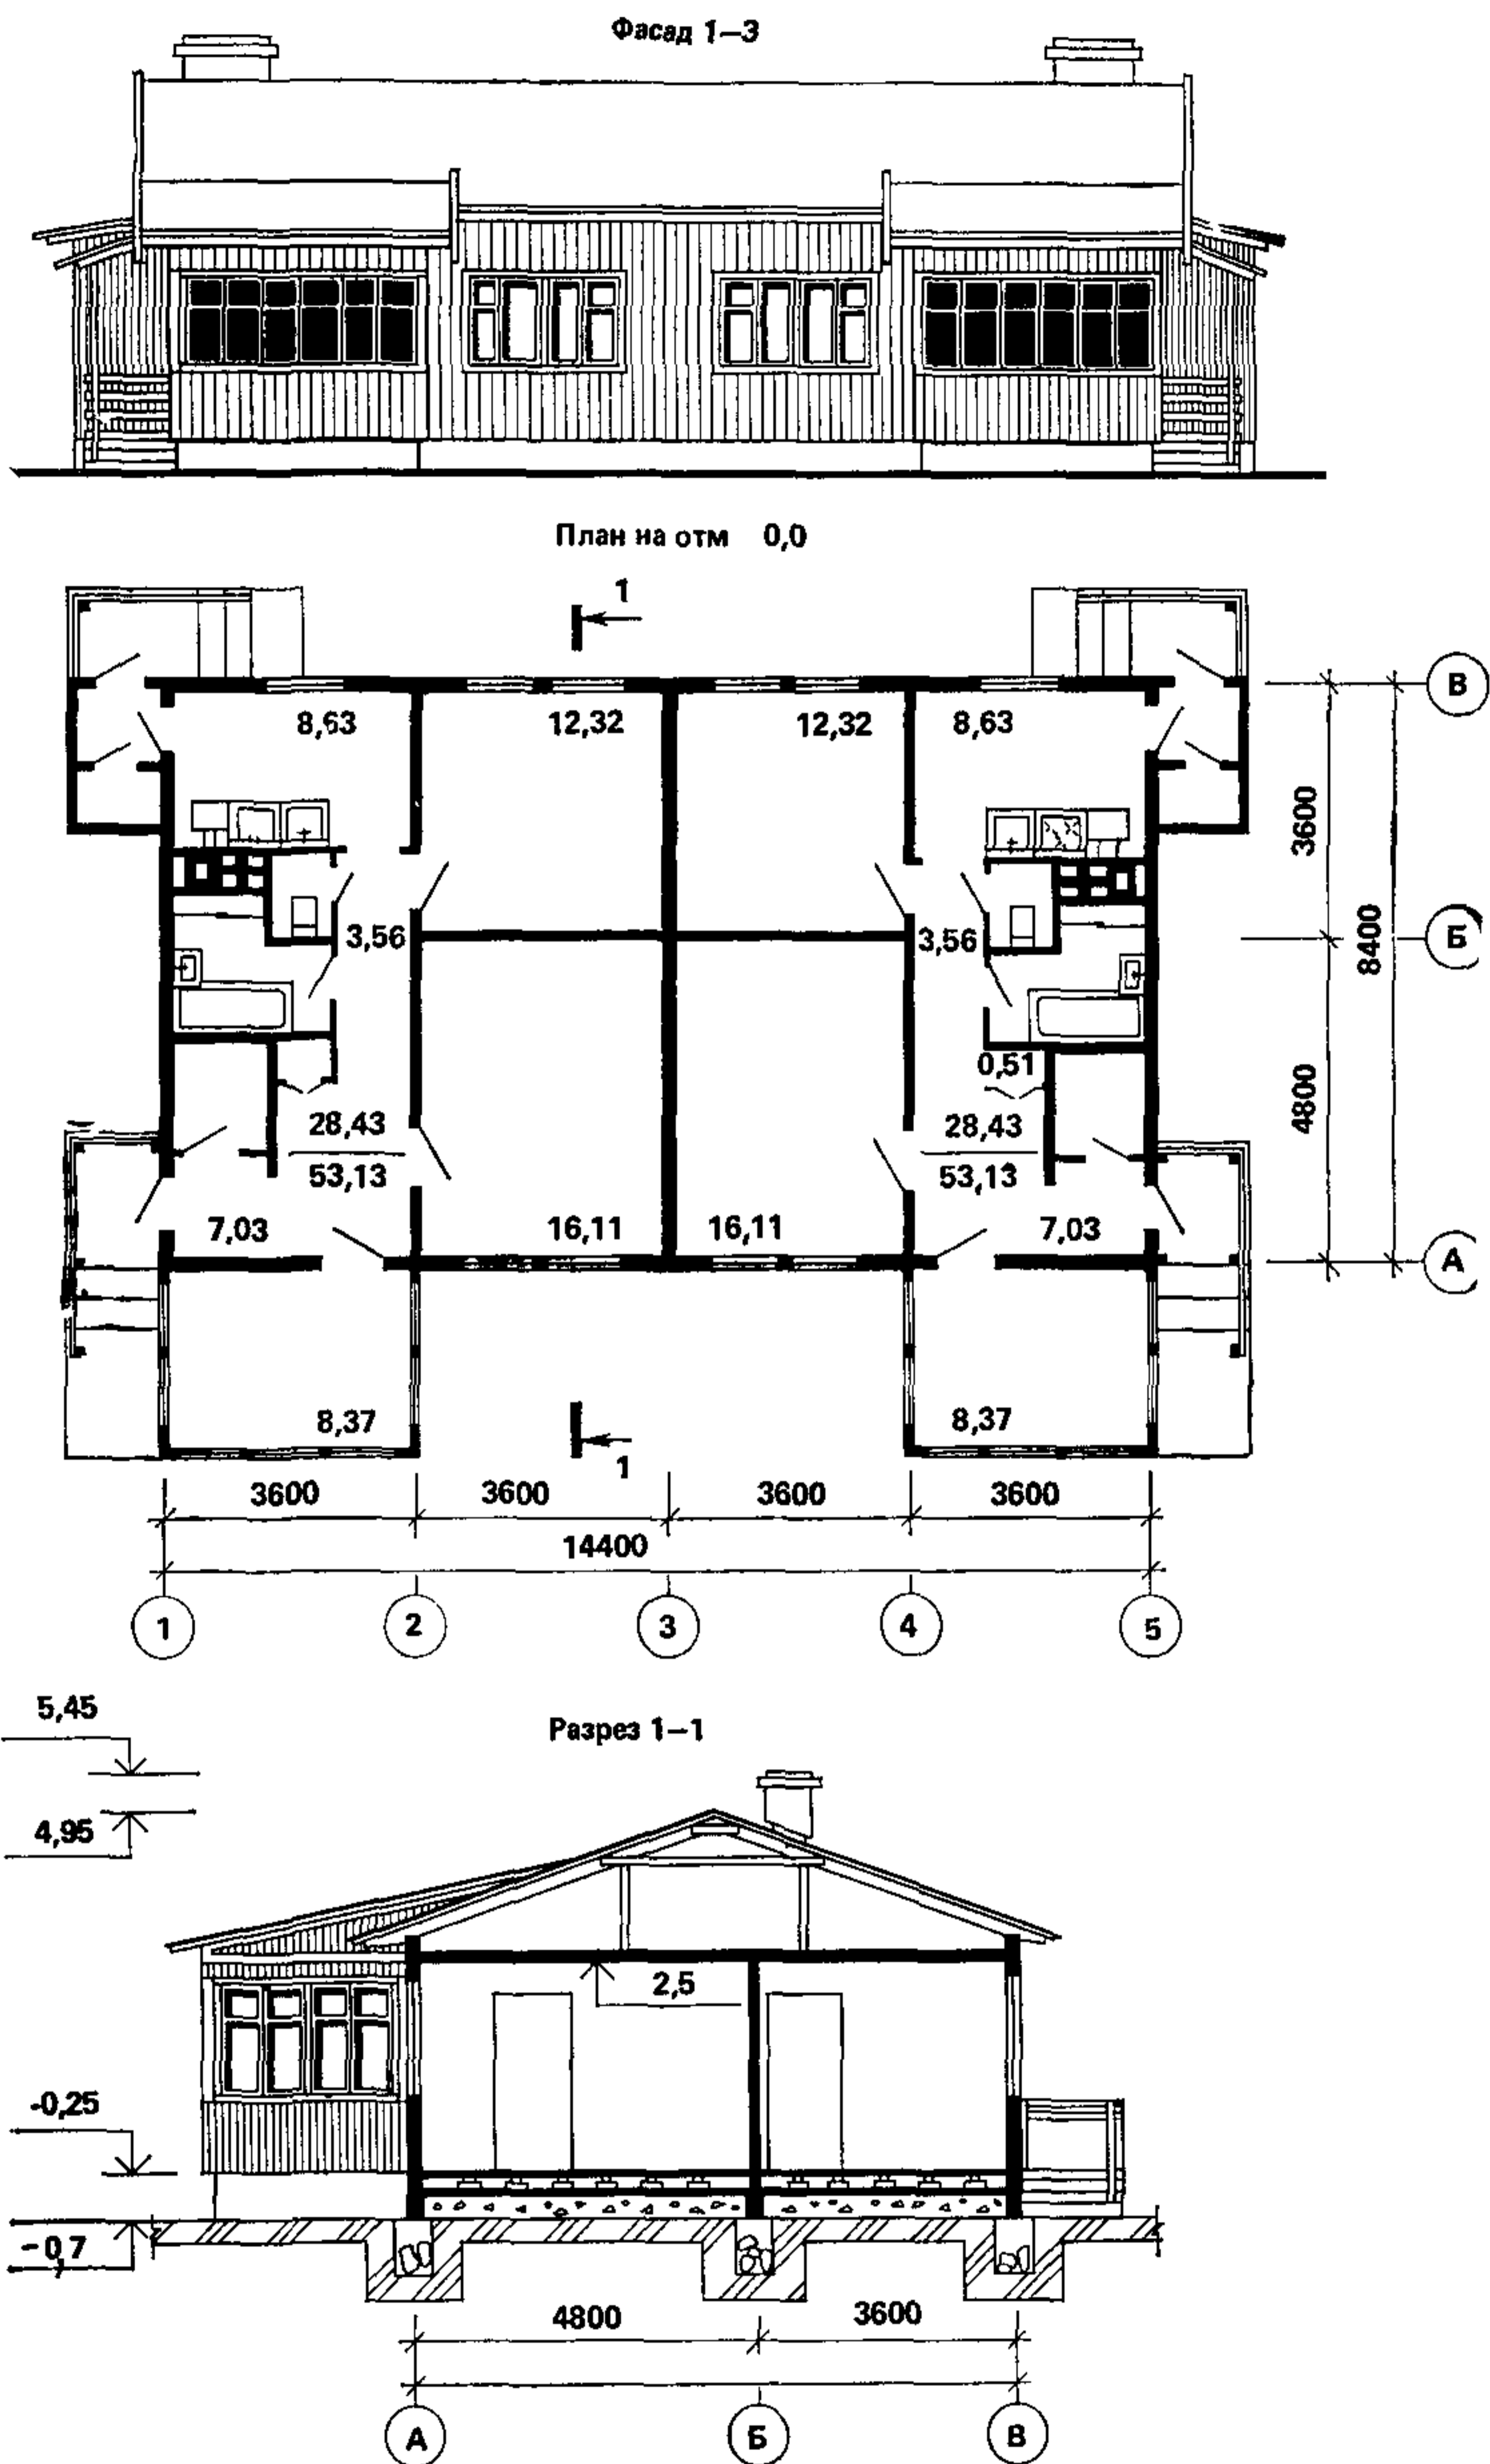 Фасад 1—3
План на отм 0,0
1
8,63 12,32 12,32 8,63
В
3600
3,56 3,56
Б
8400
0,51
4800
28,43 28,43
53,13 53,13
7,03 16,11 16,11 7,03
А
8,37 8,37
1
3600 3600 3600 3600
14400
1 2 3 4 5
5,45
Разрез 1—1
4,95
2,5
-0,25
-0,7
4800 3600
А Б В